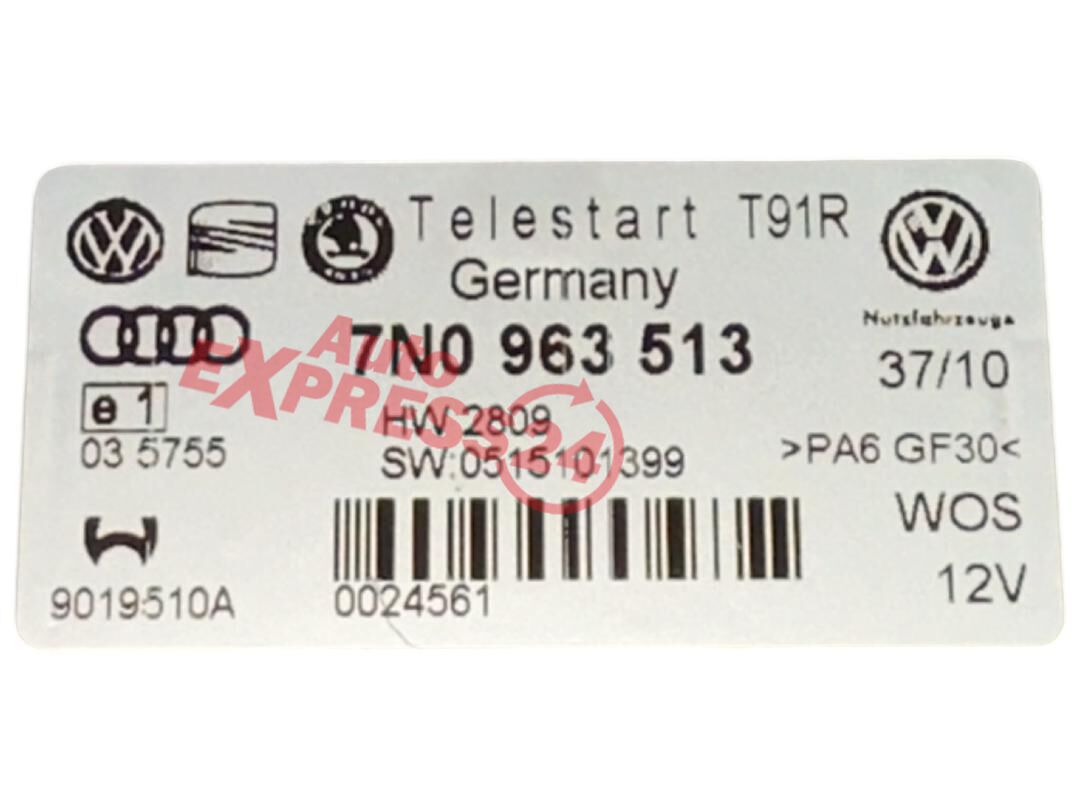 Telestart T91R
Germany
Nutzfahrzeuge
7N0 963 513
37/10
e 1
HW 2809
03 5755
SW:0515101399
>PA6 GF30<
WOS
12V
9019510A
0024561
Auto
EXPRES324